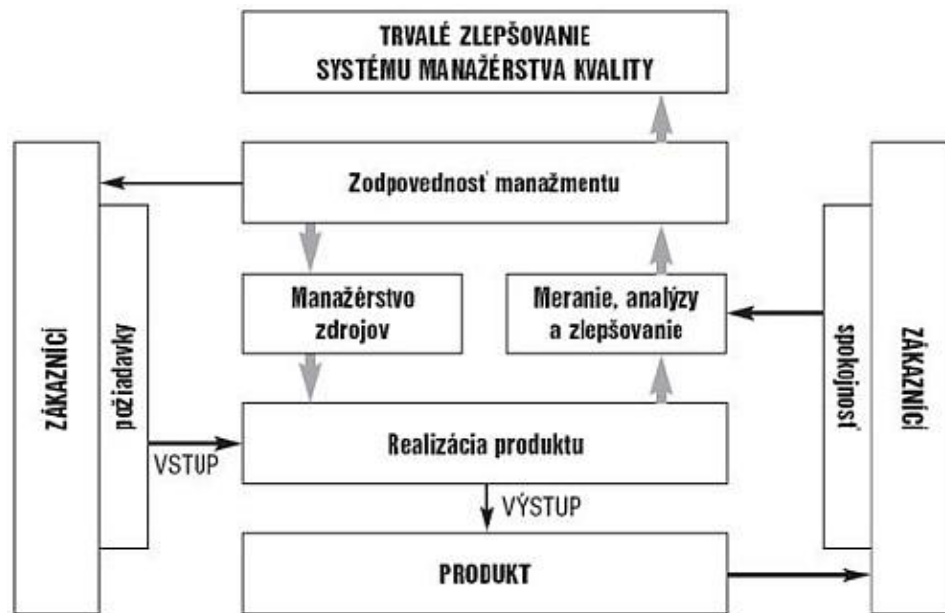 TRVALÉ ZLEPŠOVANIE
SYSTÉMU MANAŽÉRSTVA KVALITY
Zodpovednosť manažmentu
Manažérstvo
zdrojov
Meranie, analýzy
a zlepšovanie
ZÁKAZNÍCI
požiadavky
spokojnosť
ZÁKAZNÍCI
VSTUP
Realizácia produktu
VÝSTUP
PRODUKT